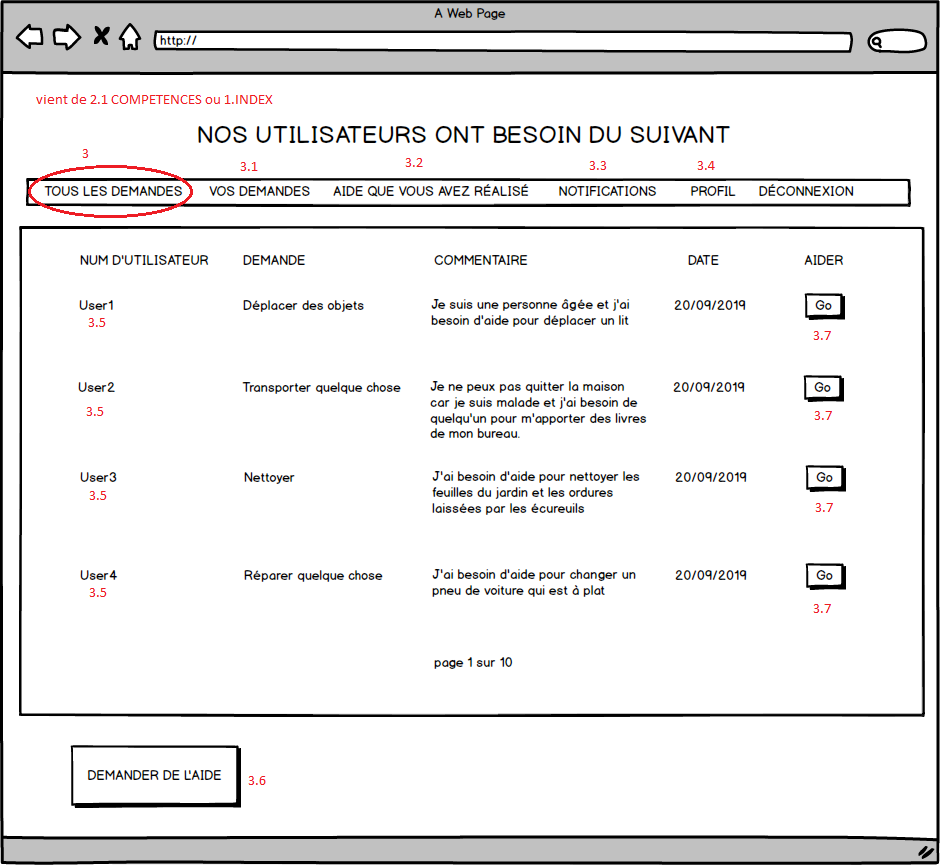 A Web Page
http://
vient de 2.1 COMPETENCES ou 1.INDEX
NOS UTILISATEURS ONT BESOIN DU SUIVANT
3 3.1 3.2 3.3 3.4
TOUS LES DEMANDES VOS DEMANDES AIDE QUE VOUS AVEZ RÉALISÉ NOTIFICATIONS PROFIL DÉCONNEXION
NUM D'UTILISATEUR DEMANDE COMMENTAIRE DATE AIDER
User1 Déplacer des objets Je suis une personne âgée et j'ai 20/09/2019 Go
3.5 besoin d'aide pour déplacer un lit 3.7
User2 Transporter quelque chose Je ne peux pas quitter la maison 20/09/2019 Go
car je suis malade et j'ai besoin de
3.5 quelqu'un pour m'apporter des livres 3.7
de mon bureau.
User3 Nettoyer J'ai besoin d'aide pour nettoyer les 20/09/2019 Go
3.5 feuilles du jardin et les ordures
laissées par les écureuils 3.7
User4 Réparer quelque chose J'ai besoin d'aide pour changer un 20/09/2019 Go
3.5 pneu de voiture qui est à plat 3.7
page 1 sur 10
DEMANDER DE L'AIDE 3.6